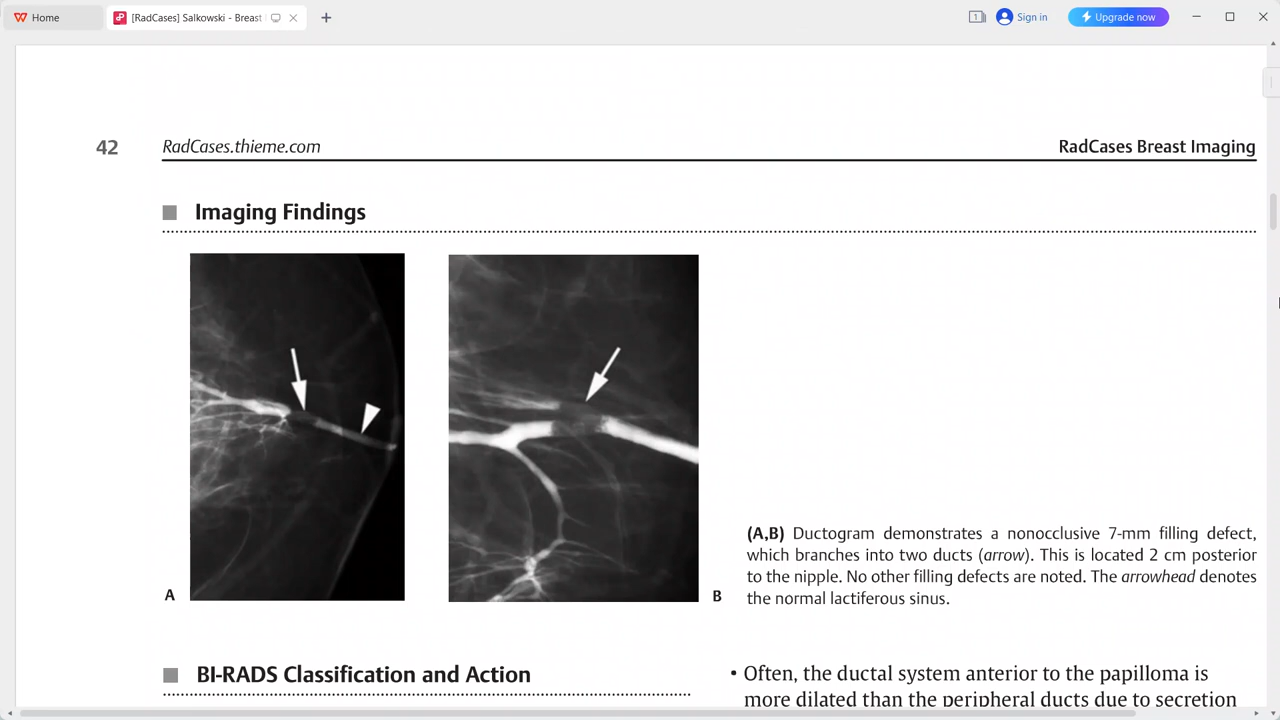 Home
[RadCases] Salkowski - Breast
1
Sign in
Upgrade now
42
RadCases.thieme.com
RadCases Breast Imaging
Imaging Findings
A
B
(A,B) Ductogram demonstrates a nonocclusive 7-mm filling defect,
which branches into two ducts (arrow). This is located 2 cm posterior
to the nipple. No other filling defects are noted. The arrowhead denotes
the normal lactiferous sinus.
BI-RADS Classification and Action
• Often, the ductal system anterior to the papilloma is
more dilated than the peripheral ducts due to secretion